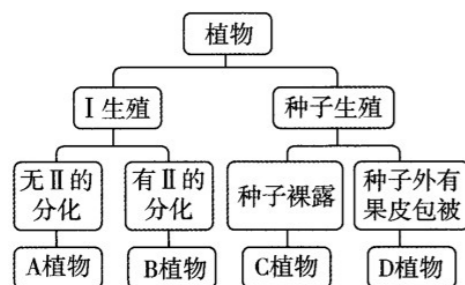 植物
Ⅰ生殖
种子生殖
无Ⅱ的
分化
有Ⅱ的
分化
种子裸露
种子外有
果皮包被
A植物
B植物
C植物
D植物